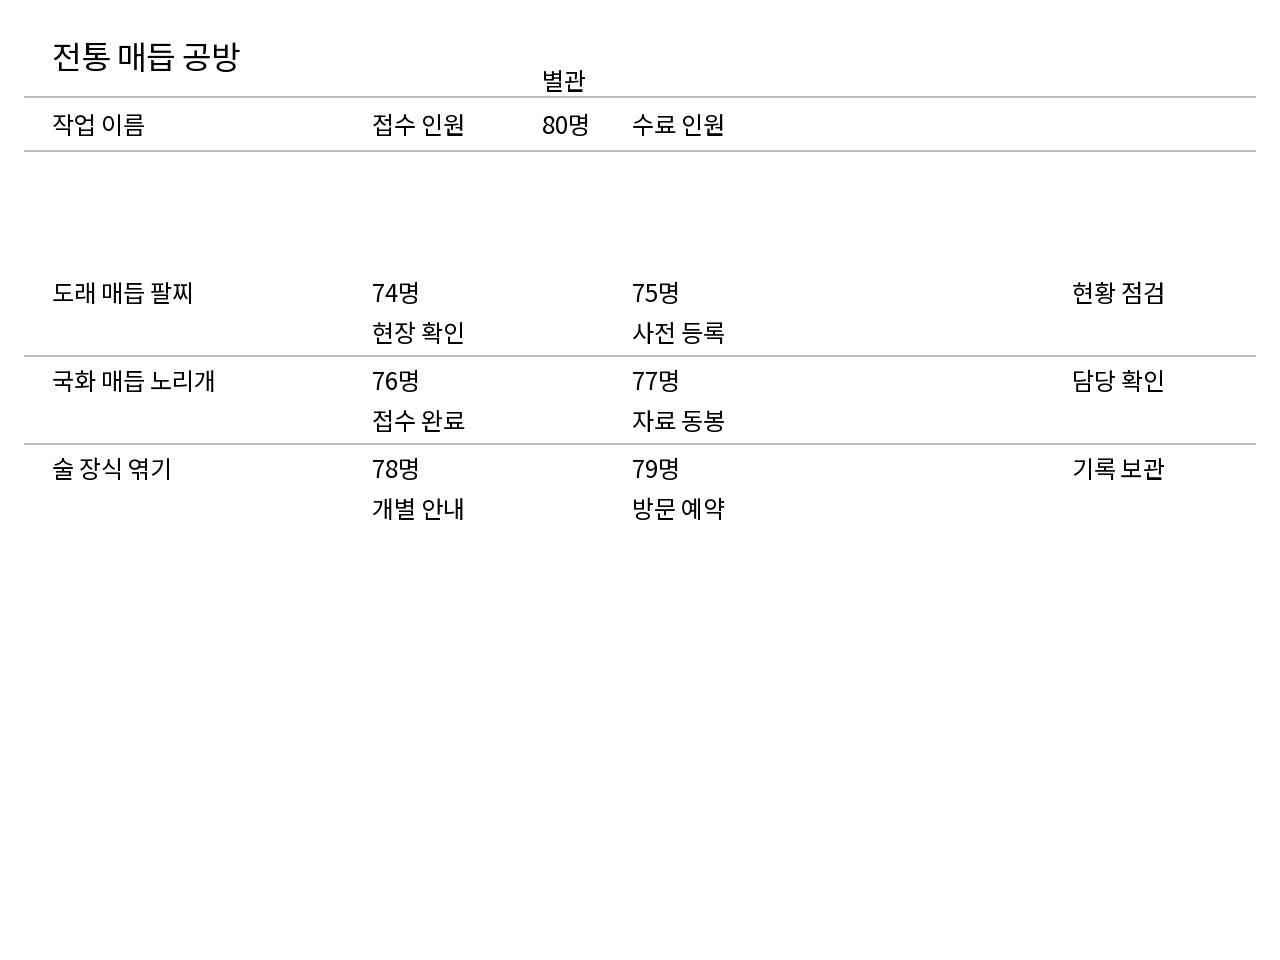 전통 매듭 공방
별관
작업 이름 접수 인원 80명 수료 인원
도래 매듭 팔찌 74명 75명 현황 점검
현장 확인 사전 등록
국화 매듭 노리개 76명 77명 담당 확인
접수 완료 자료 동봉
술 장식 엮기 78명 79명 기록 보관
개별 안내 방문 예약